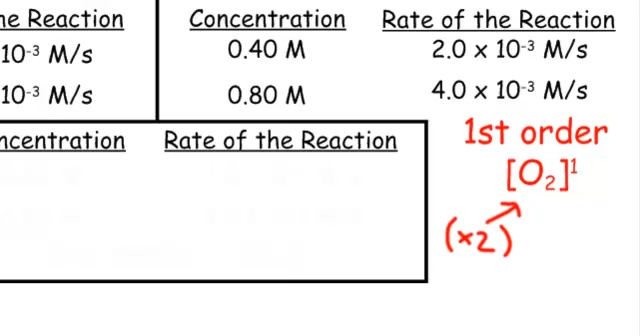 he Reaction Concentration Rate of the Reaction
10⁻³ M/s 0.40 M 2.0 x 10⁻³ M/s
10⁻³ M/s 0.80 M 4.0 x 10⁻³ M/s
ncentration Rate of the Reaction 1st order
[O₂]¹
(x2)